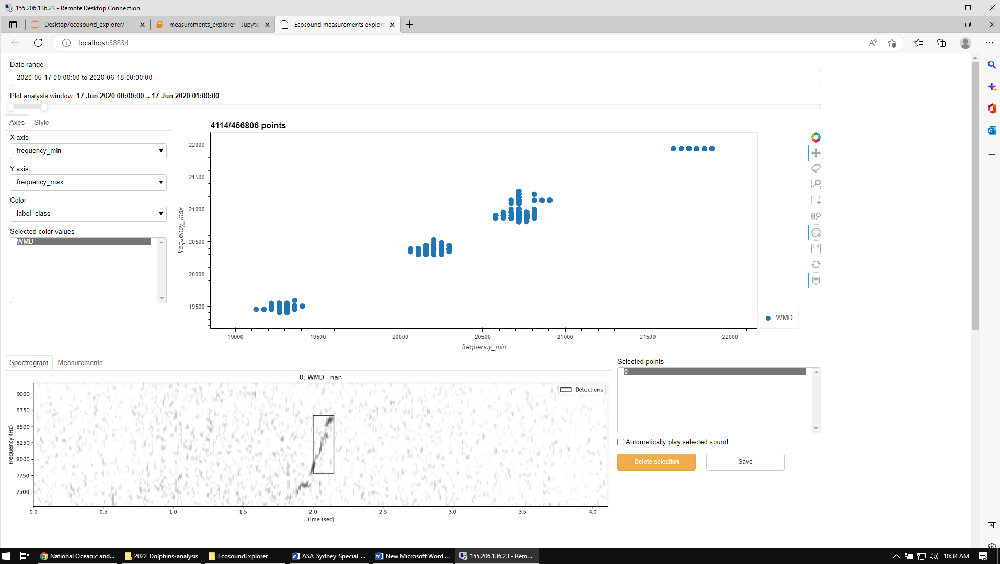 155.206.136.23 - Remote Desktop Connection
Desktop/ecosound_explorer/
measurements_explorer - Jupyte
Ecosound measurements explore
localhost:58834
Date range
2020-06-17 00:00:00 to 2020-06-18 00:00:00
Plot analysis window: 17 Jun 2020 00:00:00 .. 17 Jun 2020 01:00:00
Axes
Style
X axis
frequency_min
Y axis
frequency_max
Color
label_class
Selected color values
WMD
4114/456806 points
22000
21500
21000
20500
20000
19500
frequency_max
19000
19500
20000
20500
21000
21500
22000
frequency_min
WMD
Spectrogram
Measurements
0: WMD - nan
Detections
9000
8750
8500
8250
8000
7750
7500
Frequency (Hz)
0.0
0.5
1.0
1.5
2.0
2.5
3.0
3.5
4.0
Time (sec)
Selected points
0
Automatically play selected sound
Delete selection
Save
National Oceanic and...
2022_Dolphins-analysis
EcosoundExplorer
ASA_Sydney_Special_...
New Microsoft Word ...
155.206.136.23 - Rem...
10:34 AM